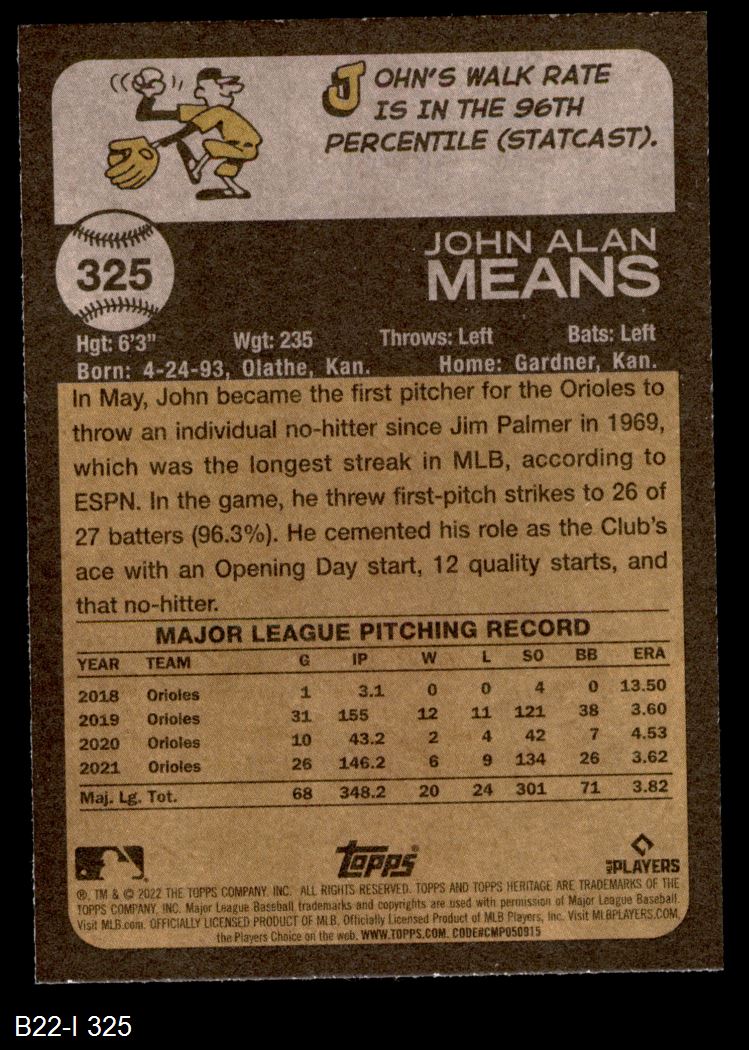 JOHN'S WALK RATE
IS IN THE 96TH
PERCENTILE (STATCAST).
325
JOHN ALAN
MEANS
Hgt: 6'3" Wgt: 235 Throws: Left Bats: Left
Born: 4-24-93, Olathe, Kan. Home: Gardner, Kan.
In May, John became the first pitcher for the Orioles to
throw an individual no-hitter since Jim Palmer in 1969,
which was the longest streak in MLB, according to
ESPN. In the game, he threw first-pitch strikes to 26 of
27 batters (96.3%). He cemented his role as the Club's
ace with an Opening Day start, 12 quality starts, and
that no-hitter.
MAJOR LEAGUE PITCHING RECORD
YEAR TEAM G IP W L SO BB ERA
2018 Orioles 1 3.1 0 0 4 0 13.50
2019 Orioles 31 155 12 11 121 38 3.60
2020 Orioles 10 43.2 2 4 42 7 4.53
2021 Orioles 26 146.2 6 9 134 26 3.62
Maj. Lg. Tot. 68 348.2 20 24 301 71 3.82
Topps®
MLB PLAYERS
®, TM & © 2022 THE TOPPS COMPANY, INC. ALL RIGHTS RESERVED. TOPPS AND TOPPS HERITAGE ARE TRADEMARKS OF THE
TOPPS COMPANY, INC. Major League Baseball trademarks and copyrights are used with permission of Major League Baseball.
Visit MLB.com. OFFICIALLY LICENSED PRODUCT OF MLB. Officially Licensed Product of MLB Players, Inc. Visit MLBPLAYERS.COM,
the Players Choice on the web. WWW.TOPPS.COM. CODE#CMP050915
B22-I 325